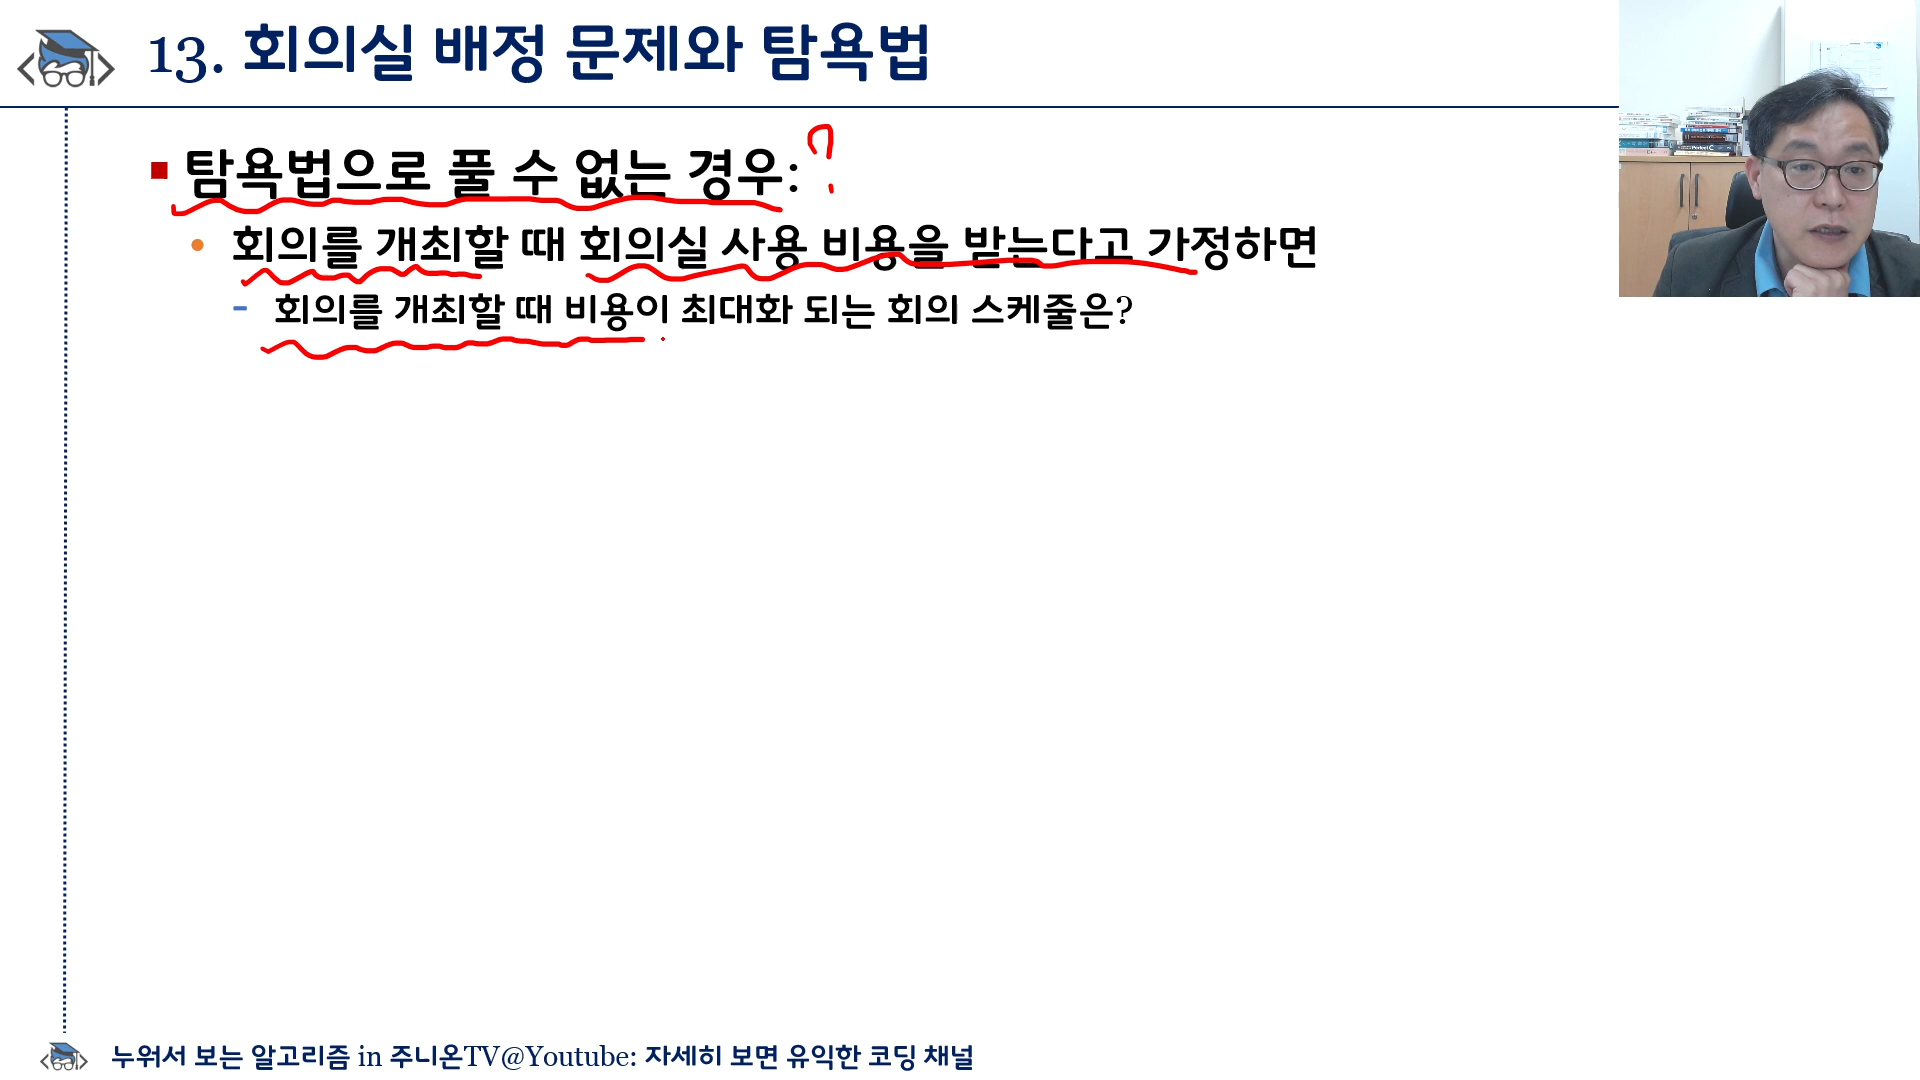 13. 회의실 배정 문제와 탐욕법
탐욕법으로 풀 수 없는 경우: ?
회의를 개최할 때 회의실 사용 비용을 받는다고 가정하면
- 회의를 개최할 때 비용이 최대화 되는 회의 스케줄은?
누워서 보는 알고리즘 in 주니온TV@Youtube: 자세히 보면 유익한 코딩 채널